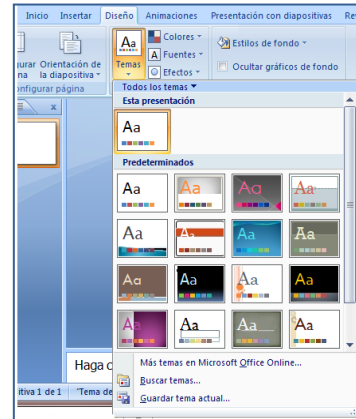 Inicio Insertar Diseño Animaciones Presentación con diapositivas
Colores
Fuentes
Efectos
Temas
Estilos de fondo
Ocultar gráficos de fondo
Orientación de
la diapositiva
Todos los temas
Esta presentación
Aa
Predeterminados
Aa Aa Aa Aa
Aa Aa Aa Aa
Aa Aa Aa Aa
Aa Aa Aa Aa
Más temas en Microsoft Office Online...
Buscar temas...
Guardar tema actual...
Haga c
itiva 1 de 1 "Tema de